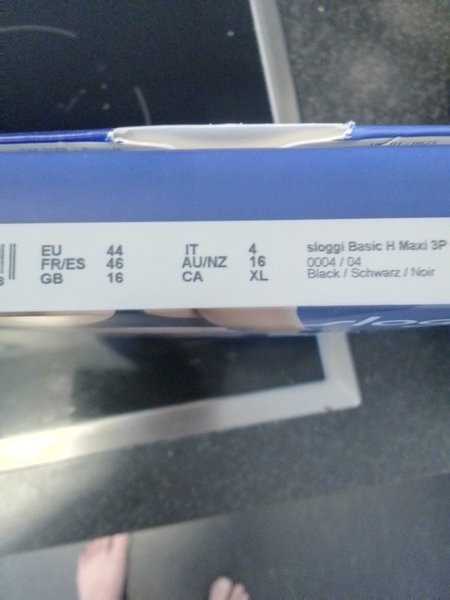 EU 44 IT 4 sloggi Basic H Maxi 3P
FR/ES 46 AU/NZ 16 0004 / 04
GB 16 CA XL Black / Schwarz / Noir